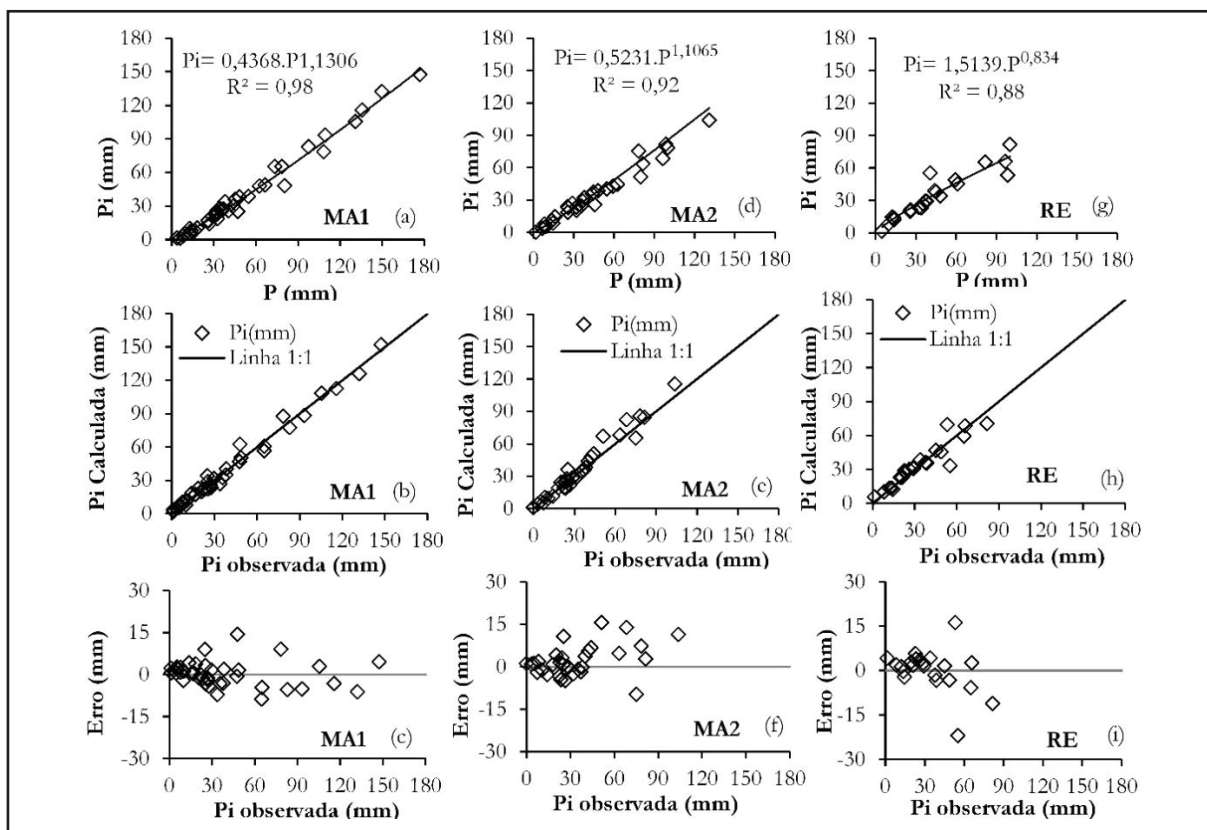 180
150
120
90
60
30
0
Pi (mm)
Pi= 0,4368.P1,1306
R² = 0,98
MA1 (a)
0 30 60 90 120 150 180
P (mm)
180
150
120
90
60
30
0
Pi (mm)
Pi= 0,5231.P^1,1065
R² = 0,92
MA2 (d)
0 30 60 90 120 150 180
P (mm)
180
150
120
90
60
30
0
Pi (mm)
Pi= 1,5139.P^0,834
R² = 0,88
RE (g)
0 30 60 90 120 150 180
P (mm)
180
150
120
90
60
30
0
Pi Calculada (mm)
Pi(mm)
Linha 1:1
MA1 (b)
0 30 60 90 120 150 180
Pi observada (mm)
180
150
120
90
60
30
0
Pi Calculada (mm)
Pi(mm)
Linha 1:1
MA2 (e)
0 30 60 90 120 150 180
Pi observada (mm)
180
150
120
90
60
30
0
Pi Calculada (mm)
Pi(mm)
Linha 1:1
RE (h)
0 30 60 90 120 150 180
Pi observada (mm)
30
15
0
-15
-30
Erro (mm)
MA1 (c)
0 30 60 90 120 150 180
Pi observada (mm)
30
15
0
-15
-30
Erro (mm)
MA2 (f)
0 30 60 90 120 150 180
Pi observada (mm)
30
15
0
-15
-30
Erro (mm)
RE (i)
0 30 60 90 120 150 180
Pi observada (mm)